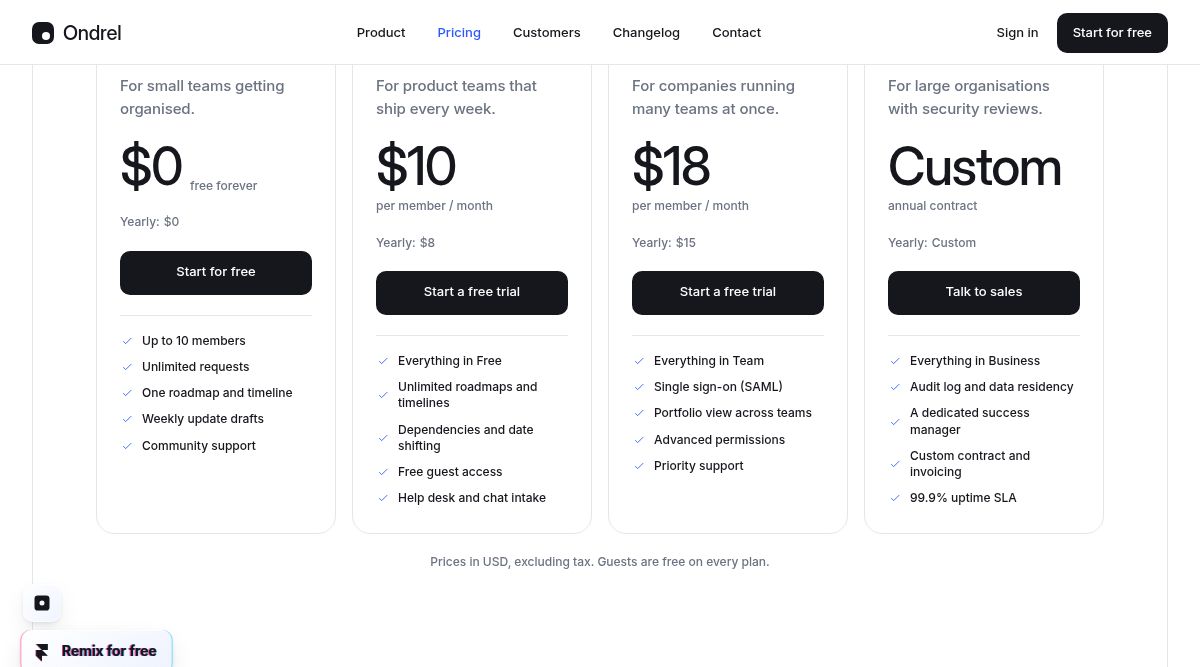 Ondrel
Product
Pricing
Customers
Changelog
Contact
Sign in
Start for free
For small teams getting
organised.
$0
free forever
Yearly: $0
Start for free
Up to 10 members
Unlimited requests
One roadmap and timeline
Weekly update drafts
Community support
For product teams that
ship every week.
$10
per member / month
Yearly: $8
Start a free trial
Everything in Free
Unlimited roadmaps and
timelines
Dependencies and date
shifting
Free guest access
Help desk and chat intake
For companies running
many teams at once.
$18
per member / month
Yearly: $15
Start a free trial
Everything in Team
Single sign-on (SAML)
Portfolio view across teams
Advanced permissions
Priority support
For large organisations
with security reviews.
Custom
annual contract
Yearly: Custom
Talk to sales
Everything in Business
Audit log and data residency
A dedicated success
manager
Custom contract and
invoicing
99.9% uptime SLA
Prices in USD, excluding tax. Guests are free on every plan.
Remix for free